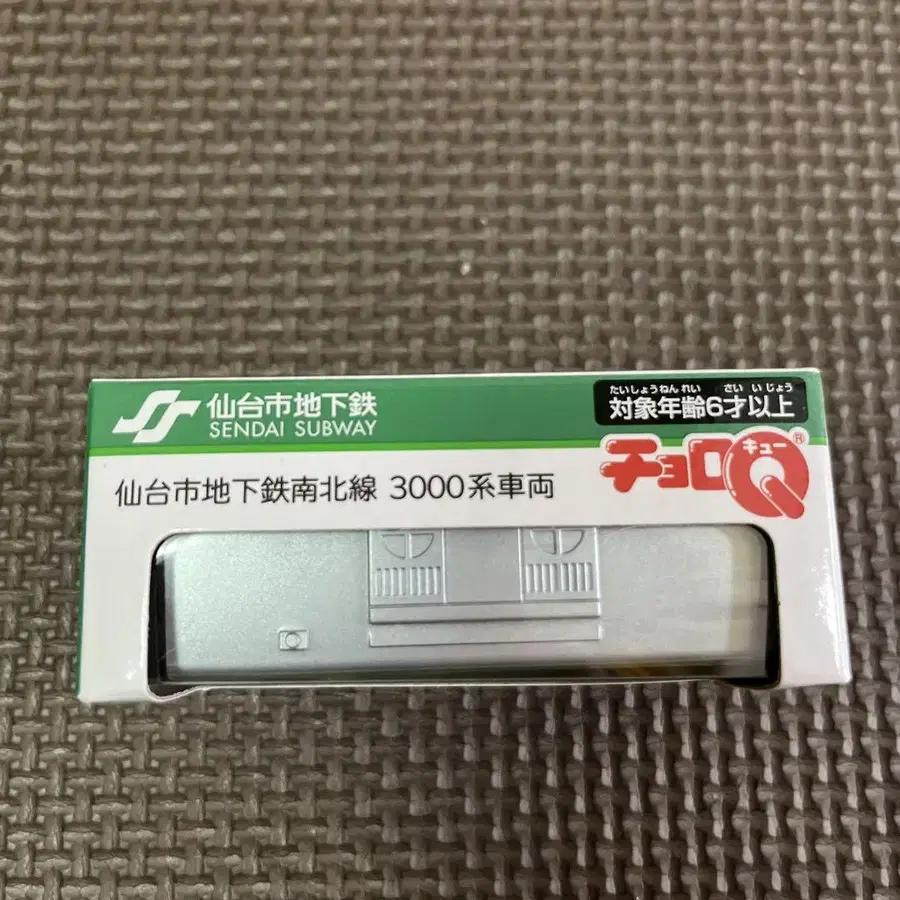 仙台市地下鉄
SENDAI SUBWAY
たいしょうねんれい さい いじょう
対象年齢6才以上
仙台市地下鉄南北線 3000系車両
チョロQ®
キュー